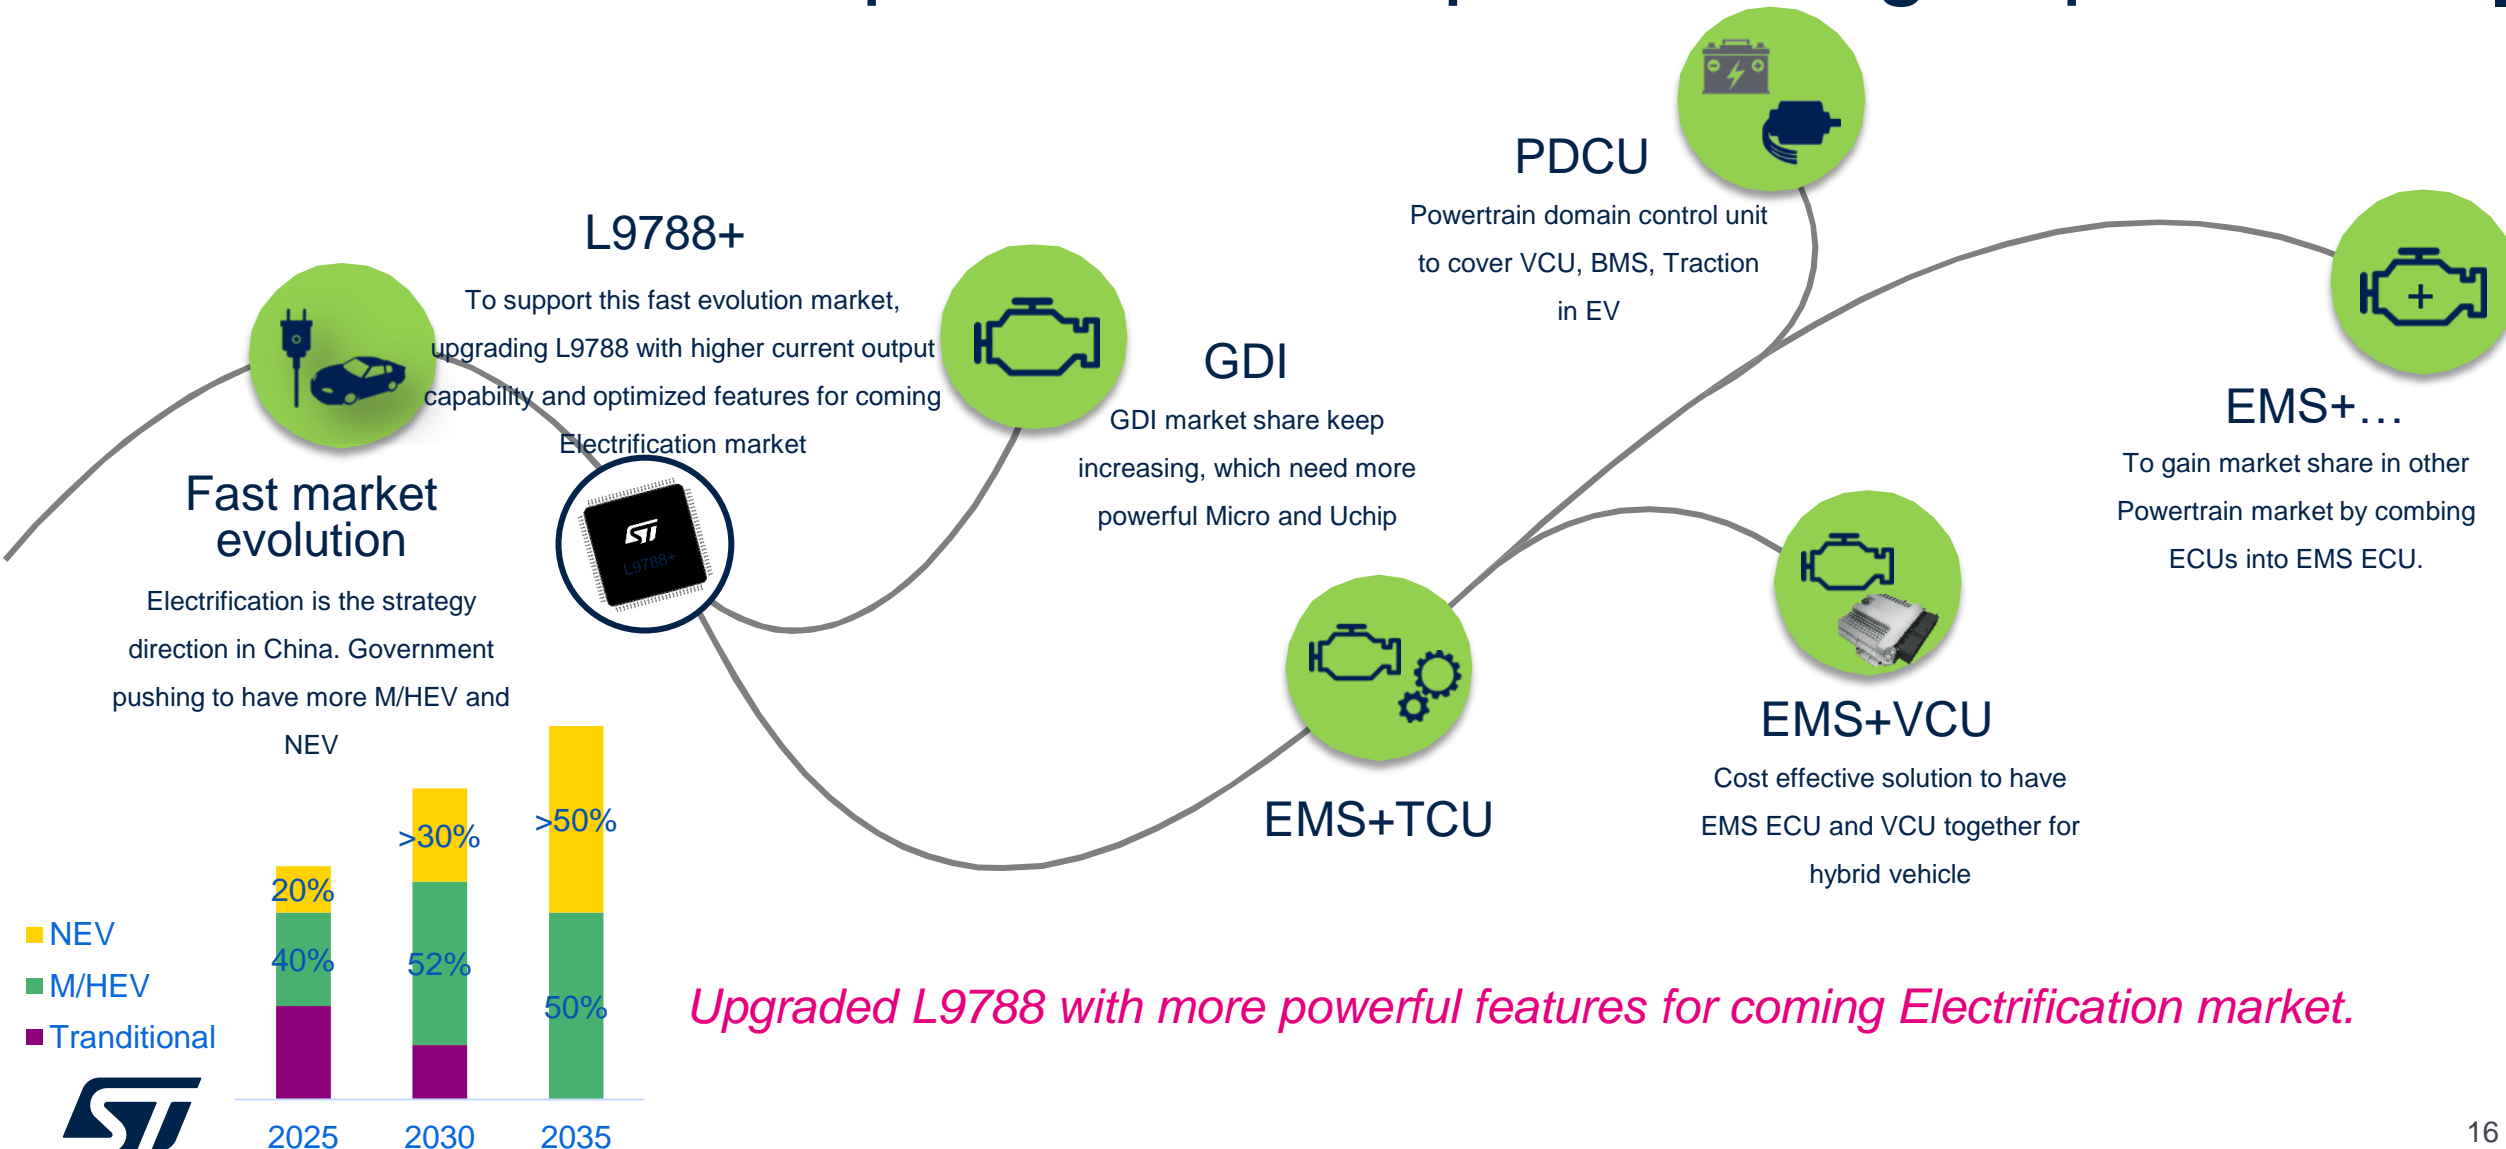 L9788+
To support this fast evolution market,
upgrading L9788 with higher current output
capability and optimized features for coming
Electrification market
Fast market
evolution
Electrification is the strategy
direction in China. Government
pushing to have more M/HEV and
NEV
L9788+
GDI
GDI market share keep
increasing, which need more
powerful Micro and Uchip
PDCU
Powertrain domain control unit
to cover VCU, BMS, Traction
in EV
EMS+…
To gain market share in other
Powertrain market by combing
ECUs into EMS ECU.
EMS+TCU
EMS+VCU
Cost effective solution to have
EMS ECU and VCU together for
hybrid vehicle
NEV
M/HEV
Tranditional
20%
40%
>30%
52%
>50%
50%
2025
2030
2035
Upgraded L9788 with more powerful features for coming Electrification market.
ST
16